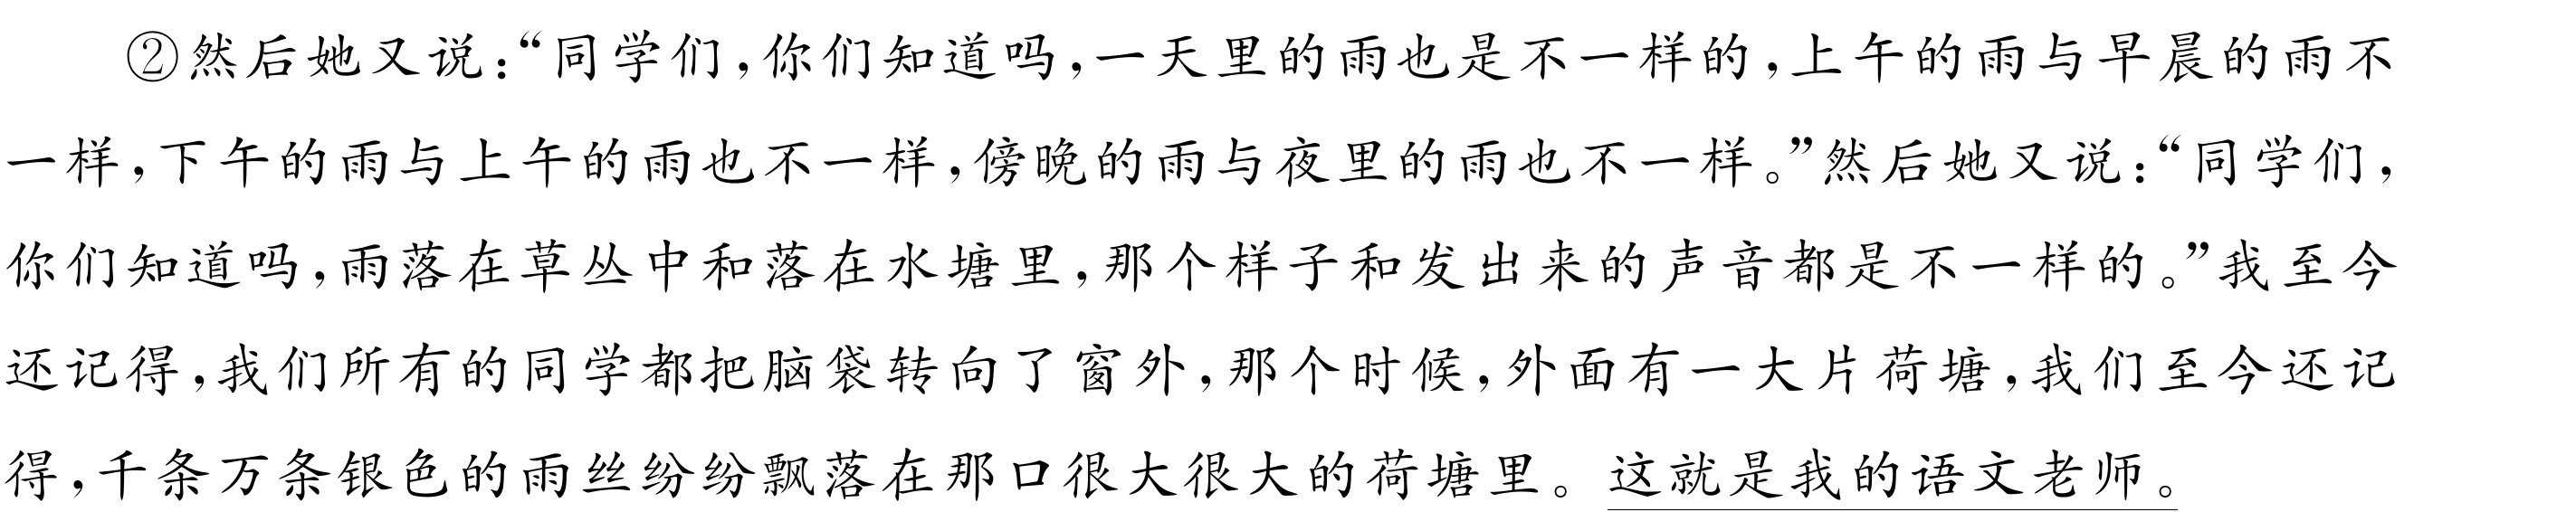 ②然后她又说:“同学们,你们知道吗,一天里的雨也是不一样的,上午的雨与早晨的雨不
一样,下午的雨与上午的雨也不一样,傍晚的雨与夜里的雨也不一样。”然后她又说:“同学们,
你们知道吗,雨落在草丛中和落在水塘里,那个样子和发出来的声音都是不一样的。”我至今
还记得,我们所有的同学都把脑袋转向了窗外,那个时候,外面有一大片荷塘,我们至今还记
得,千条万条银色的雨丝纷纷飘落在那口很大很大的荷塘里。这就是我的语文老师。